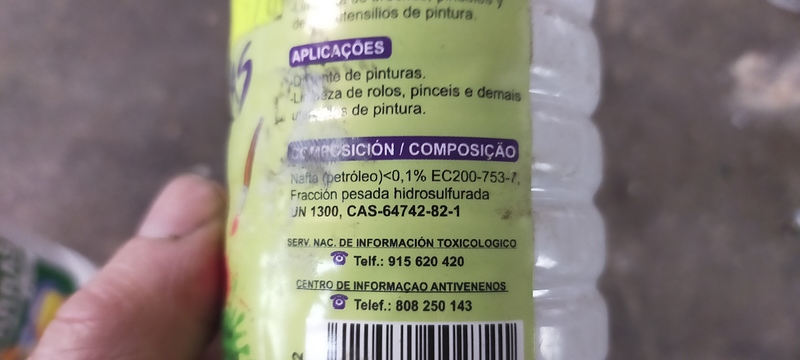 utensilios de pintura.
APLICAÇÕES
de pinturas.
de rolos, pinceis e demais
de pintura.
COMPOSICIÓN / COMPOSIÇÃO
Nafta (petróleo)<0,1% EC200-753-7,
Fracción pesada hidrosulfurada
UN 1300, CAS-64742-82-1
SERV. NAC. DE INFORMACIÓN TOXICOLOGICO
Telf.: 915 620 420
CENTRO DE INFORMAÇAO ANTIVENENOS
Telef.: 808 250 143